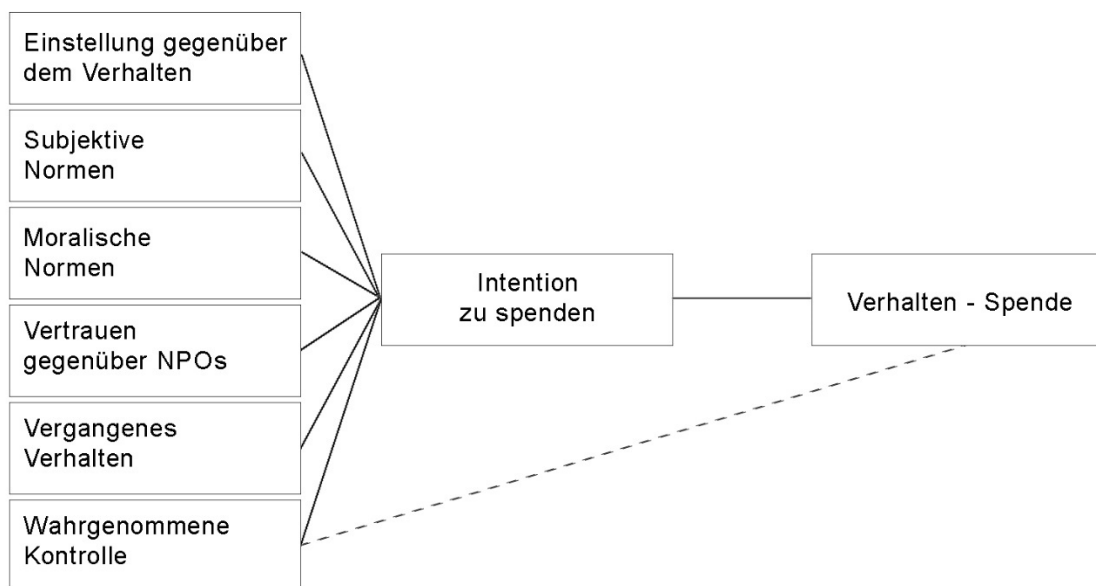 Einstellung gegenüber
dem Verhalten
Subjektive
Normen
Moralische
Normen
Vertrauen
gegenüber NPOs
Vergangenes
Verhalten
Wahrgenommene
Kontrolle
Intention
zu spenden
Verhalten - Spende